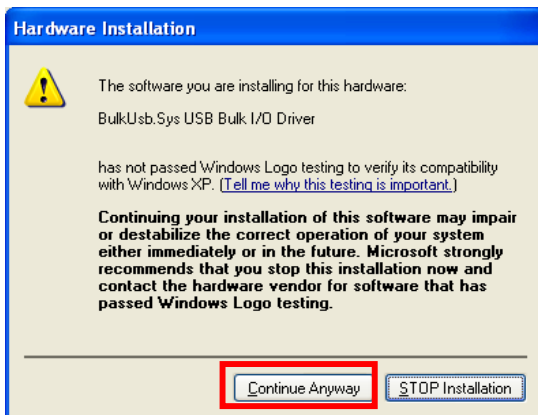 Hardware Installation
The software you are installing for this hardware:
BulkUsb.Sys USB Bulk I/O Driver
has not passed Windows Logo testing to verify its compatibility
with Windows XP. (Tell me why this testing is important.)
Continuing your installation of this software may impair
or destabilize the correct operation of your system
either immediately or in the future. Microsoft strongly
recommends that you stop this installation now and
contact the hardware vendor for software that has
passed Windows Logo testing.
Continue Anyway STOP Installation